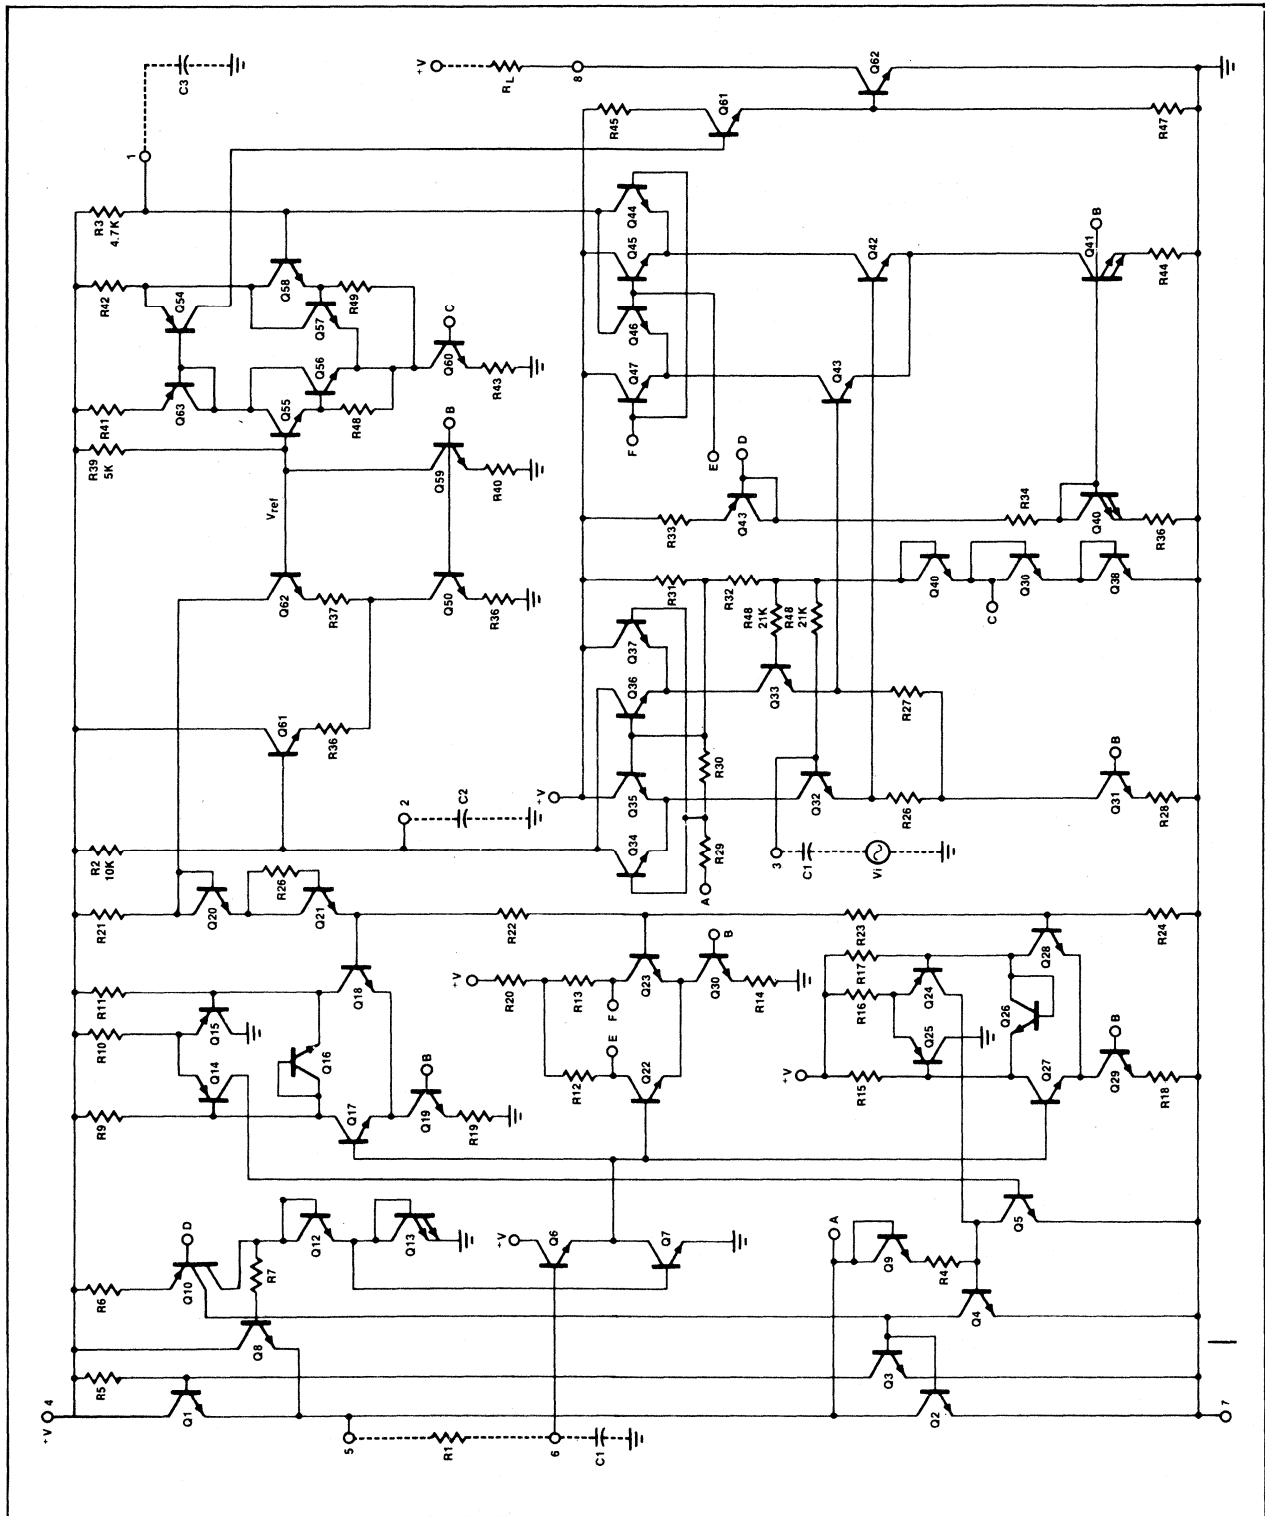 7
C1
6
R1
5
+V
4
Q2
Q1
Q3
R5
Q4
Q8
R4
Q9
A
R7
Q10
R6
D
Q5
Q7
Q6
+V
Q13
Q12
R18
Q29
B
Q27
R15
+V
Q22
R12
E
R19
Q19
B
Q17
R9
Q14
Q26
Q25
R16
Q24
R17
Q16
Q15
R10
R11
Q28
R14
Q30
B
Q23
F
R13
R20
+V
Q18
R24
R23
R22
Q21
R26
Q20
R21
A
R29
Q34
2
C2
R2
10K
Vi
C1
3
R28
Q31
B
R26
Q32
R30
Q35
+V
R27
Q33
Q36
Q37
R48
21K
R48
21K
R32
R31
R36
Q61
R36
Q50
R37
Q62
Vref
Q38
Q30
C
Q40
R36
Q40
R34
Q43
D
R33
R40
Q59
B
R39
5K
Q43
E
F
Q47
Q46
Q45
Q44
R48
Q55
Q63
R41
R43
Q60
C
Q56
Q57
R49
Q58
Q54
R42
R44
Q41
B
Q42
R3
4.7K
1
C3
R47
Q61
R45
Q62
8
RL
+V